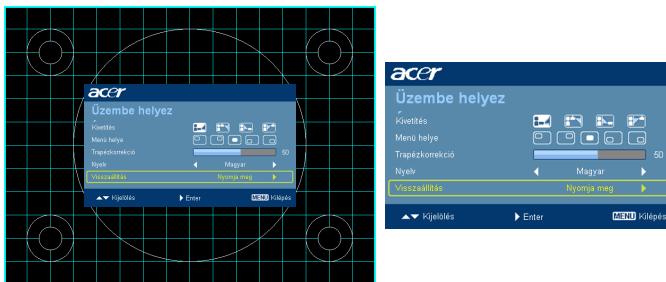 acer
Üzembe helyez
Kivetítés
Menü helye
Trapézkorrekció 50
Nyelv Magyar
Visszaállítás Nyomja meg
Kijelölés Enter MENU Kilépés
acer
Üzembe helyez
Kivetítés
Menü helye
Trapézkorrekció 50
Nyelv Magyar
Visszaállítás Nyomja meg
Kijelölés Enter MENU Kilépés